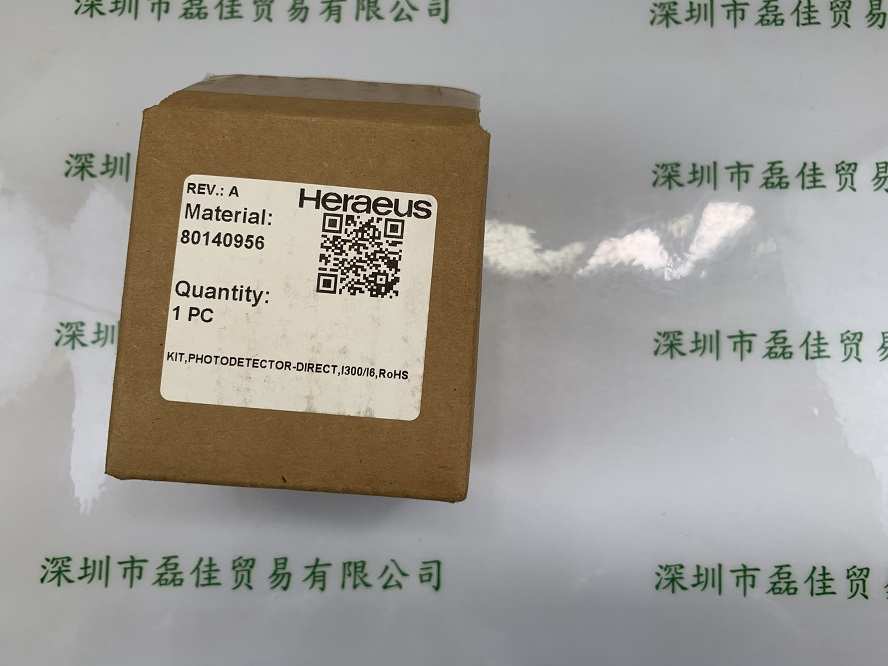 深圳市磊佳贸易有限公司
深圳市磊佳贸易
深圳
深圳市磊佳贸易
REV.: A
Heraeus
Material:
80140956
Quantity:
1 PC
KIT,PHOTODETECTOR-DIRECT,I300/I6,RoHS
深圳
深圳市磊佳贸易
深圳市磊佳贸易有限公司
深圳市磊佳贸易